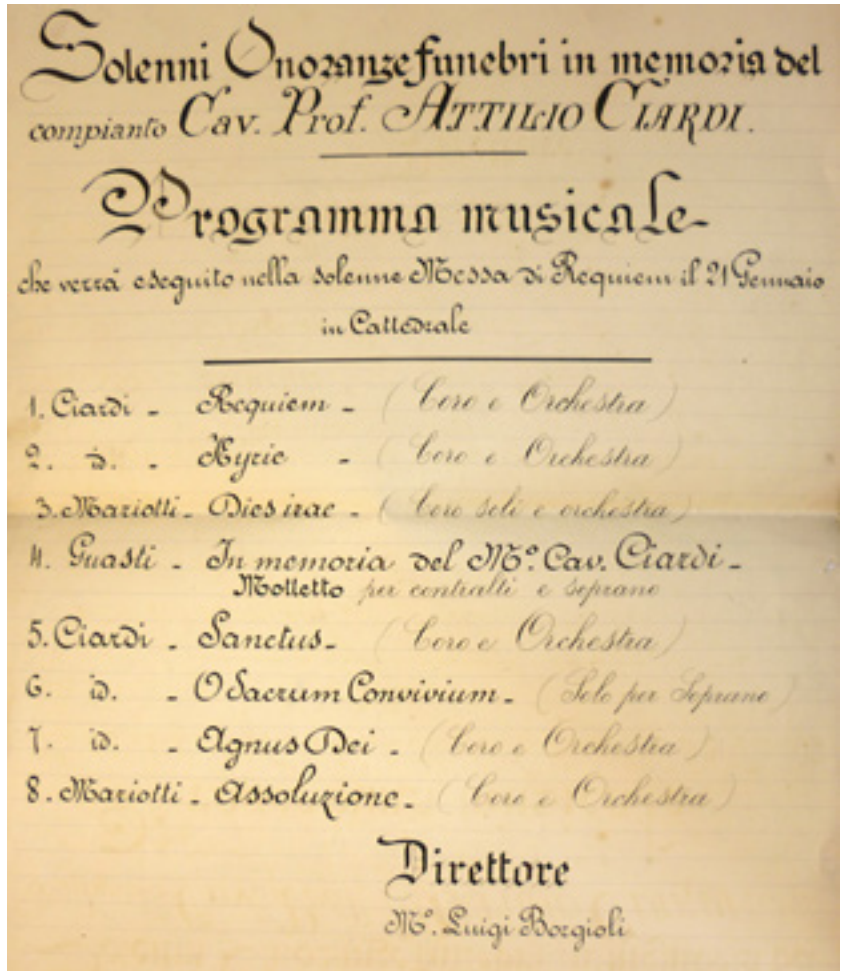 Solenni Onoranze funebri in memoria del
compianto Cav. Prof. ATTILIO CIARDI.
Programma musicale
che verrà eseguito nella solenne Messa di Requiem il 21 Gennaio
in Cattedrale
1. Ciardi - Requiem - (Coro e Orchestra)
2. id. - Kyrie - (Coro e Orchestra)
3. Mariotti - Dies irae - (Coro soli e orchestra)
4. Guasti - In memoria del Mº. Cav. Ciardi -
Mottetto per contralti e soprano
5. Ciardi - Sanctus - (Coro e Orchestra)
6. id. - O Sacrum Convivium - (Solo per Soprano)
7. id. - Agnus Dei - (Coro e Orchestra)
8. Mariotti - Assoluzione - (Coro e Orchestra)
Direttore
Mº. Luigi Borgioli